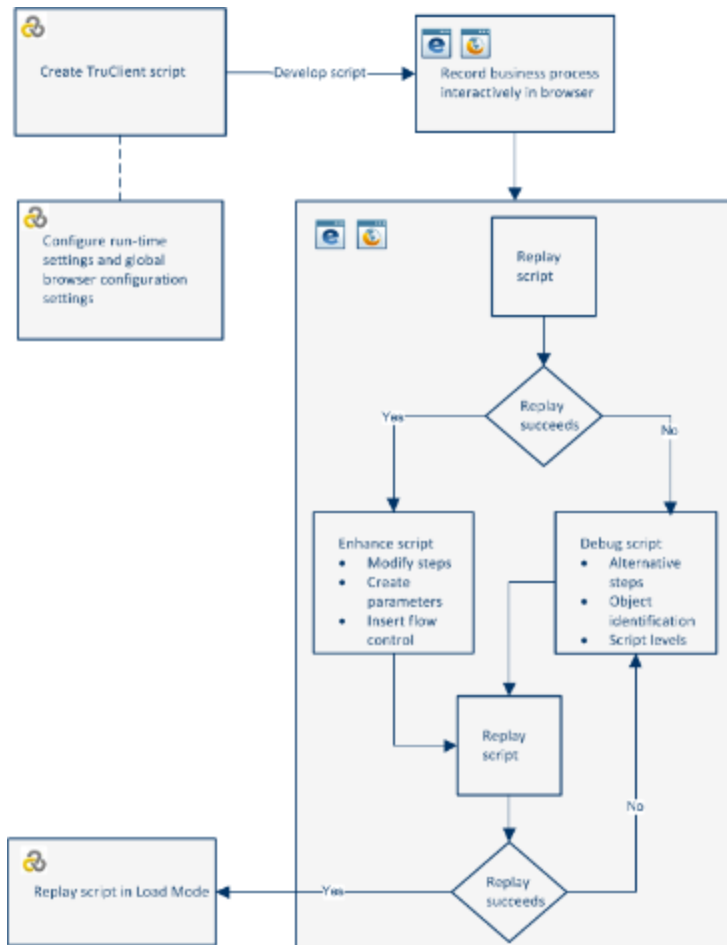 Create TruClient script
Develop script
Record business process
interactively in browser
Configure run-time
settings and global
browser configuration
settings
Replay
script
Replay
succeeds
Yes
No
Enhance script
• Modify steps
• Create
parameters
• Insert flow
control
Debug script
• Alternative
steps
• Object
identification
• Script levels
Replay
script
No
Replay
succeeds
Yes
Replay script in Load Mode